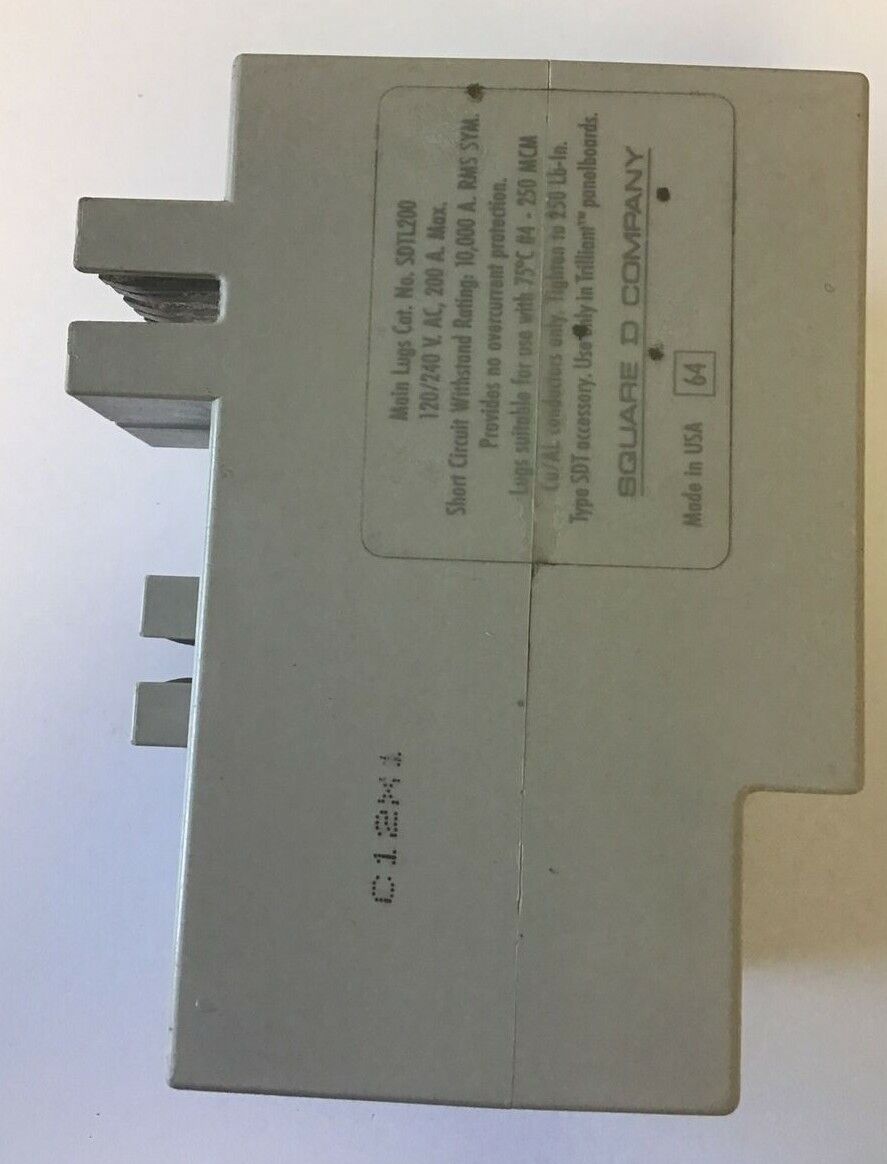 Main Lugs Cat. No. SDTL200
120/240 V. AC, 200 A. Max.
Short Circuit Withstand Rating: 10,000 A. RMS SYM.
Provides no overcurrent protection.
Lugs suitable for use with 75°C #4 - 250 MCM
Cu/AL conductors only. Tighten to 250 Lb-In.
Type SDT accessory. Use only in Trilliant™ panelboards.
SQUARE D COMPANY
Made in USA 64